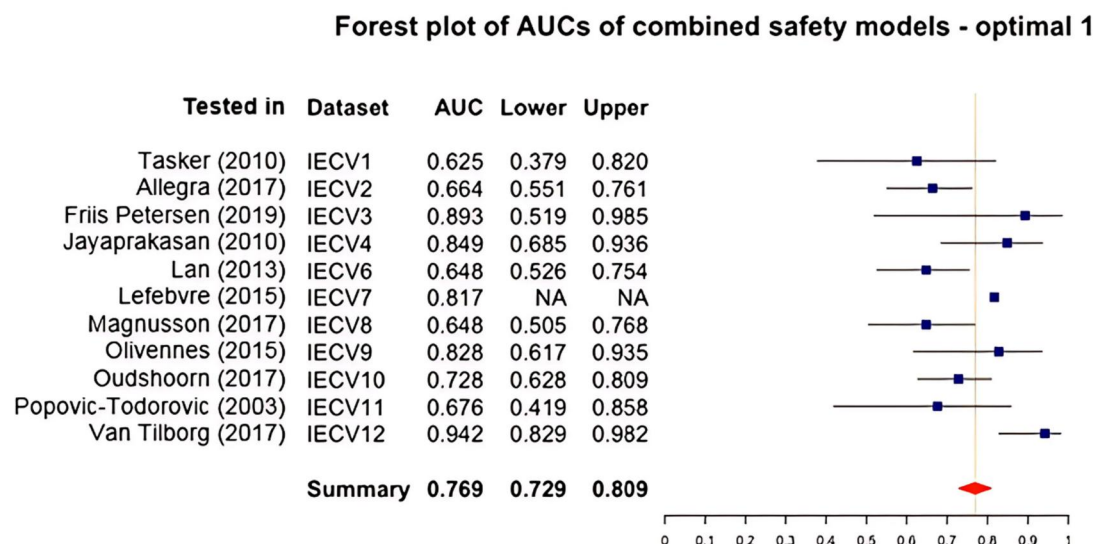 Forest plot of AUCs of combined safety models - optimal 1
Tested in Dataset AUC Lower Upper
Tasker (2010) IECV1 0.625 0.379 0.820
Allegra (2017) IECV2 0.664 0.551 0.761
Friis Petersen (2019) IECV3 0.893 0.519 0.985
Jayaprakasan (2010) IECV4 0.849 0.685 0.936
Lan (2013) IECV6 0.648 0.526 0.754
Lefebvre (2015) IECV7 0.817 NA NA
Magnusson (2017) IECV8 0.648 0.505 0.768
Olivennes (2015) IECV9 0.828 0.617 0.935
Oudshoorn (2017) IECV10 0.728 0.628 0.809
Popovic-Todorovic (2003) IECV11 0.676 0.419 0.858
Van Tilborg (2017) IECV12 0.942 0.829 0.982
Summary 0.769 0.729 0.809
0 0.1 0.2 0.3 0.4 0.5 0.6 0.7 0.8 0.9 1